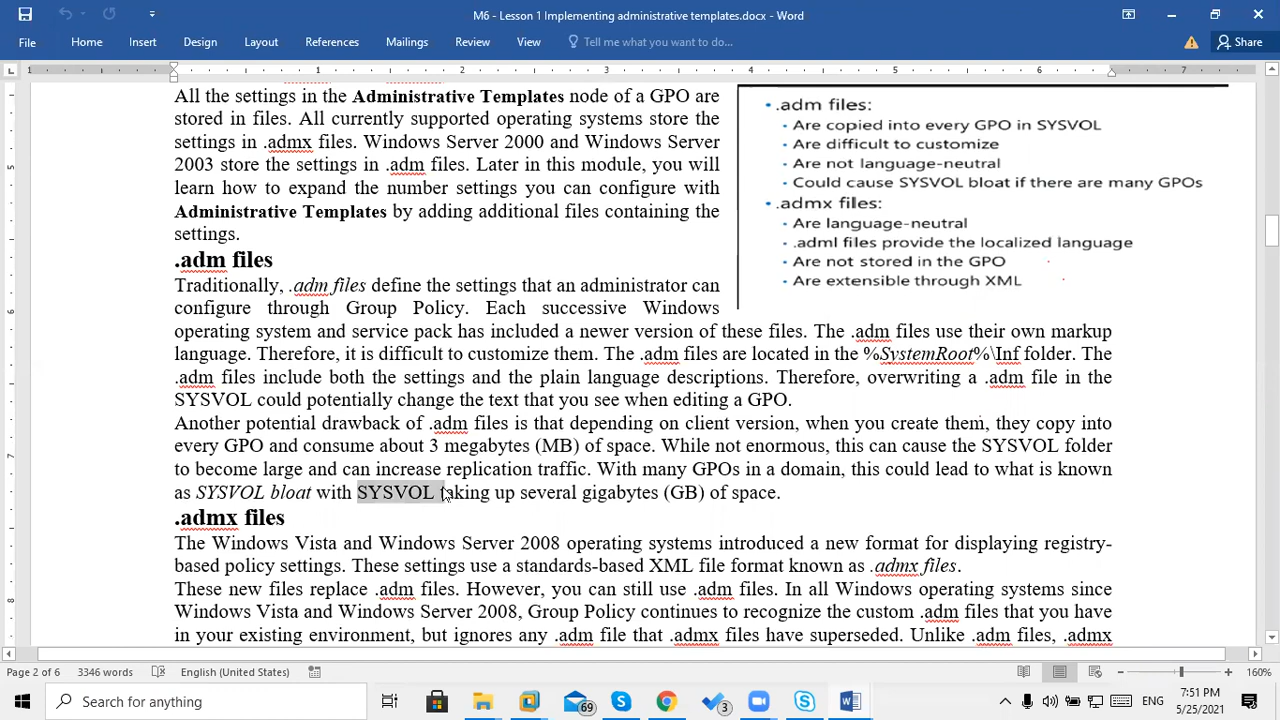 M6 - Lesson 1 Implementing administrative templates.docx - Word
File Home Insert Design Layout References Mailings Review View Tell me what you want to do... Share
1 1 2 3 4 5 6 7
All the settings in the Administrative Templates node of a GPO are
stored in files. All currently supported operating systems store the
settings in .admx files. Windows Server 2000 and Windows Server
2003 store the settings in .adm files. Later in this module, you will
learn how to expand the number settings you can configure with
Administrative Templates by adding additional files containing the
settings.
• .adm files:
• Are copied into every GPO in SYSVOL
• Are difficult to customize
• Are not language-neutral
• Could cause SYSVOL bloat if there are many GPOs
• .admx files:
• Are language-neutral
• .adml files provide the localized language
• Are not stored in the GPO
• Are extensible through XML
.adm files
Traditionally, .adm files define the settings that an administrator can
configure through Group Policy. Each successive Windows
operating system and service pack has included a newer version of these files. The .adm files use their own markup
language. Therefore, it is difficult to customize them. The .adm files are located in the %SystemRoot%\Inf folder. The
.adm files include both the settings and the plain language descriptions. Therefore, overwriting a .adm file in the
SYSVOL could potentially change the text that you see when editing a GPO.
Another potential drawback of .adm files is that depending on client version, when you create them, they copy into
every GPO and consume about 3 megabytes (MB) of space. While not enormous, this can cause the SYSVOL folder
to become large and can increase replication traffic. With many GPOs in a domain, this could lead to what is known
as SYSVOL bloat with SYSVOL taking up several gigabytes (GB) of space.
.admx files
The Windows Vista and Windows Server 2008 operating systems introduced a new format for displaying registry-
based policy settings. These settings use a standards-based XML file format known as .admx files.
These new files replace .adm files. However, you can still use .adm files. In all Windows operating systems since
Windows Vista and Windows Server 2008, Group Policy continues to recognize the custom .adm files that you have
in your existing environment, but ignores any .adm file that .admx files have superseded. Unlike .adm files, .admx
5
6
7
8
Page 2 of 6 3346 words English (United States) 160%
Search for anything 69 3 ENG 7:51 PM
5/25/2021